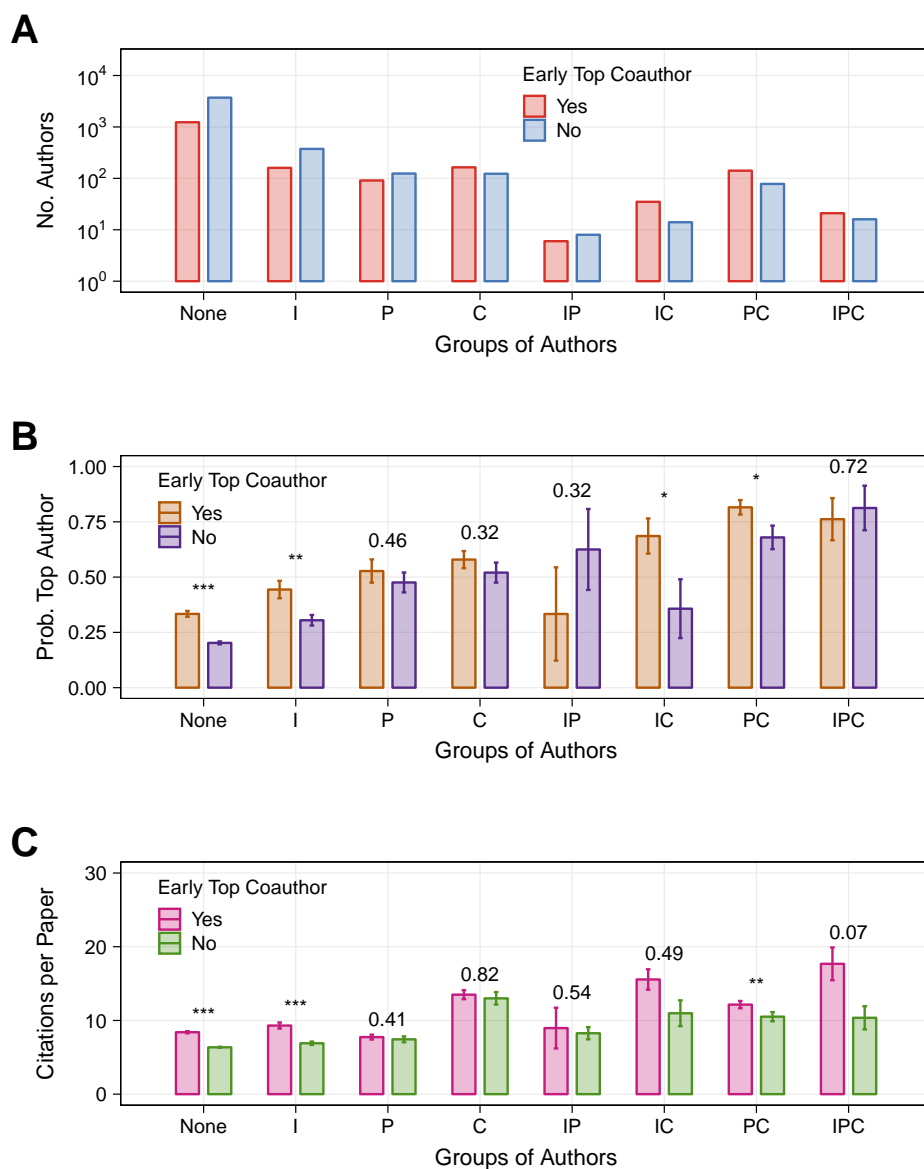 A
No. Authors
10^4
10^3
10^2
10^1
10^0
Early Top Coauthor
Yes
No
None I P C IP IC PC IPC
Groups of Authors
B
Prob. Top Author
1.00
0.75
0.50
0.25
0.00
Early Top Coauthor
Yes
No
*** ** 0.46 0.32 0.32 * * 0.72
None I P C IP IC PC IPC
Groups of Authors
C
Citations per Paper
30
20
10
0
Early Top Coauthor
Yes
No
*** *** 0.41 0.82 0.54 0.49 ** 0.07
None I P C IP IC PC IPC
Groups of Authors